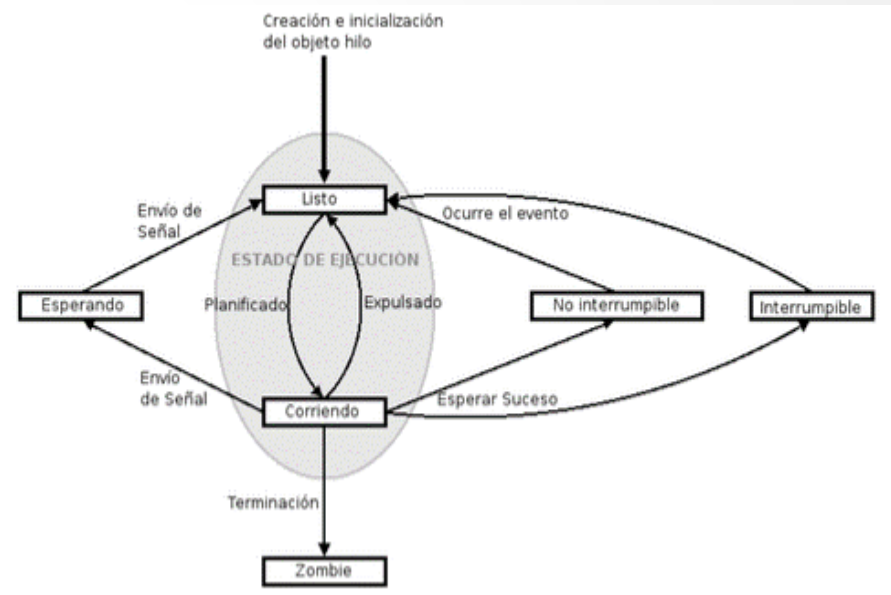 Creación e inicialización
del objeto hilo
Listo
Envío de
Señal
Ocurre el evento
ESTADO DE EJECUCIÒN
Planificado
Expulsado
Esperando
No interrumpible
Interrumpible
Envío
de Señal
Esperar Suceso
Corriendo
Terminación
Zombie